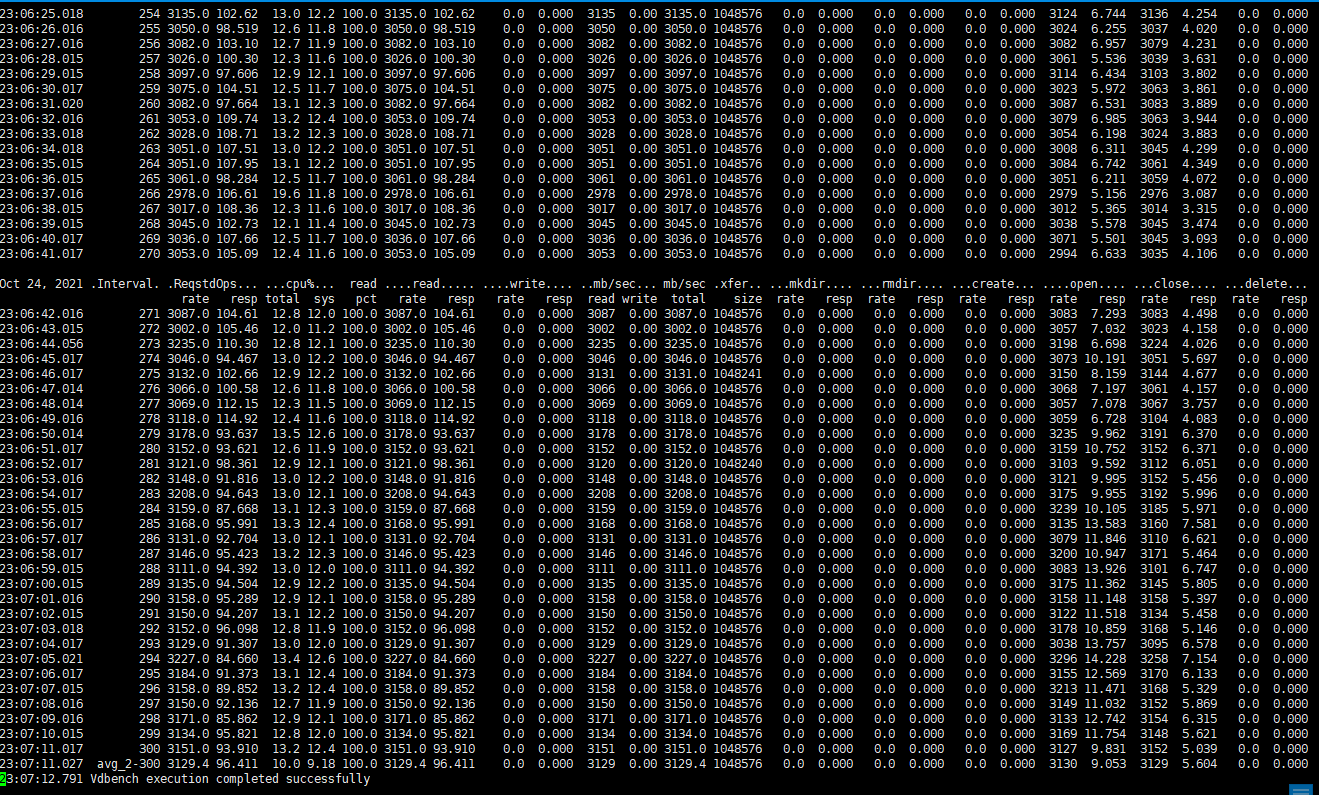 23:06:25.018 254 3135.0 102.62 13.0 12.2 100.0 3135.0 102.62 0.0 0.000 3135 0.00 3135.0 1048576 0.0 0.000 0.0 0.000 0.0 0.000 3124 6.744 3136 4.254 0.0 0.000
23:06:26.016 255 3050.0 98.519 12.6 11.8 100.0 3050.0 98.519 0.0 0.000 3050 0.00 3050.0 1048576 0.0 0.000 0.0 0.000 0.0 0.000 3024 6.255 3037 4.020 0.0 0.000
23:06:27.016 256 3082.0 103.10 12.7 11.9 100.0 3082.0 103.10 0.0 0.000 3082 0.00 3082.0 1048576 0.0 0.000 0.0 0.000 0.0 0.000 3082 6.957 3079 4.231 0.0 0.000
23:06:28.015 257 3026.0 100.30 12.3 11.6 100.0 3026.0 100.30 0.0 0.000 3026 0.00 3026.0 1048576 0.0 0.000 0.0 0.000 0.0 0.000 3061 5.536 3039 3.631 0.0 0.000
23:06:29.015 258 3097.0 97.606 12.9 12.1 100.0 3097.0 97.606 0.0 0.000 3097 0.00 3097.0 1048576 0.0 0.000 0.0 0.000 0.0 0.000 3114 6.434 3103 3.802 0.0 0.000
23:06:30.017 259 3075.0 104.51 12.5 11.7 100.0 3075.0 104.51 0.0 0.000 3075 0.00 3075.0 1048576 0.0 0.000 0.0 0.000 0.0 0.000 3023 5.972 3063 3.861 0.0 0.000
23:06:31.020 260 3082.0 97.664 13.1 12.3 100.0 3082.0 97.664 0.0 0.000 3082 0.00 3082.0 1048576 0.0 0.000 0.0 0.000 0.0 0.000 3087 6.531 3083 3.889 0.0 0.000
23:06:32.016 261 3053.0 109.74 13.2 12.4 100.0 3053.0 109.74 0.0 0.000 3053 0.00 3053.0 1048576 0.0 0.000 0.0 0.000 0.0 0.000 3079 6.985 3063 3.944 0.0 0.000
23:06:33.018 262 3028.0 108.71 13.2 12.3 100.0 3028.0 108.71 0.0 0.000 3028 0.00 3028.0 1048576 0.0 0.000 0.0 0.000 0.0 0.000 3054 6.198 3024 3.883 0.0 0.000
23:06:34.018 263 3051.0 107.51 13.0 12.2 100.0 3051.0 107.51 0.0 0.000 3051 0.00 3051.0 1048576 0.0 0.000 0.0 0.000 0.0 0.000 3008 6.311 3045 4.299 0.0 0.000
23:06:35.015 264 3051.0 107.95 13.1 12.2 100.0 3051.0 107.95 0.0 0.000 3051 0.00 3051.0 1048576 0.0 0.000 0.0 0.000 0.0 0.000 3084 6.742 3061 4.349 0.0 0.000
23:06:36.015 265 3061.0 98.284 12.5 11.7 100.0 3061.0 98.284 0.0 0.000 3061 0.00 3061.0 1048576 0.0 0.000 0.0 0.000 0.0 0.000 3051 6.211 3059 4.072 0.0 0.000
23:06:37.016 266 2978.0 106.61 19.6 11.8 100.0 2978.0 106.61 0.0 0.000 2978 0.00 2978.0 1048576 0.0 0.000 0.0 0.000 0.0 0.000 2979 5.156 2976 3.087 0.0 0.000
23:06:38.015 267 3017.0 108.36 12.3 11.6 100.0 3017.0 108.36 0.0 0.000 3017 0.00 3017.0 1048576 0.0 0.000 0.0 0.000 0.0 0.000 3012 5.365 3014 3.315 0.0 0.000
23:06:39.015 268 3045.0 102.73 12.1 11.4 100.0 3045.0 102.73 0.0 0.000 3045 0.00 3045.0 1048576 0.0 0.000 0.0 0.000 0.0 0.000 3038 5.578 3045 3.474 0.0 0.000
23:06:40.017 269 3036.0 107.66 12.5 11.7 100.0 3036.0 107.66 0.0 0.000 3036 0.00 3036.0 1048576 0.0 0.000 0.0 0.000 0.0 0.000 3071 5.501 3045 3.093 0.0 0.000
23:06:41.017 270 3053.0 105.09 12.4 11.6 100.0 3053.0 105.09 0.0 0.000 3053 0.00 3053.0 1048576 0.0 0.000 0.0 0.000 0.0 0.000 2994 6.633 3035 4.106 0.0 0.000
Oct 24, 2021 .Interval. .ReqstdOps... ...cpu%... read ....read..... ....write.... ..mb/sec... mb/sec .xfer.. ...mkdir.... ...rmdir.... ...create... ....open.... ...close.... ...delete...
rate resp total sys pct rate resp rate resp read write total size rate resp rate resp rate resp rate resp rate resp rate resp
23:06:42.016 271 3087.0 104.61 12.8 12.0 100.0 3087.0 104.61 0.0 0.000 3087 0.00 3087.0 1048576 0.0 0.000 0.0 0.000 0.0 0.000 3083 7.293 3083 4.498 0.0 0.000
23:06:43.015 272 3002.0 105.46 12.0 11.2 100.0 3002.0 105.46 0.0 0.000 3002 0.00 3002.0 1048576 0.0 0.000 0.0 0.000 0.0 0.000 3057 7.032 3023 4.158 0.0 0.000
23:06:44.056 273 3235.0 110.30 12.8 12.1 100.0 3235.0 110.30 0.0 0.000 3235 0.00 3235.0 1048576 0.0 0.000 0.0 0.000 0.0 0.000 3198 6.698 3224 4.026 0.0 0.000
23:06:45.017 274 3046.0 94.467 13.0 12.2 100.0 3046.0 94.467 0.0 0.000 3046 0.00 3046.0 1048576 0.0 0.000 0.0 0.000 0.0 0.000 3073 10.191 3051 5.697 0.0 0.000
23:06:46.017 275 3132.0 102.66 12.9 12.2 100.0 3132.0 102.66 0.0 0.000 3131 0.00 3131.0 1048241 0.0 0.000 0.0 0.000 0.0 0.000 3150 8.159 3144 4.677 0.0 0.000
23:06:47.014 276 3066.0 100.58 12.6 11.8 100.0 3066.0 100.58 0.0 0.000 3066 0.00 3066.0 1048576 0.0 0.000 0.0 0.000 0.0 0.000 3068 7.197 3061 4.157 0.0 0.000
23:06:48.014 277 3069.0 112.15 12.3 11.5 100.0 3069.0 112.15 0.0 0.000 3069 0.00 3069.0 1048576 0.0 0.000 0.0 0.000 0.0 0.000 3057 7.078 3067 3.757 0.0 0.000
23:06:49.016 278 3118.0 114.92 12.4 11.6 100.0 3118.0 114.92 0.0 0.000 3118 0.00 3118.0 1048576 0.0 0.000 0.0 0.000 0.0 0.000 3059 6.728 3104 4.083 0.0 0.000
23:06:50.014 279 3178.0 93.637 13.5 12.6 100.0 3178.0 93.637 0.0 0.000 3178 0.00 3178.0 1048576 0.0 0.000 0.0 0.000 0.0 0.000 3235 9.962 3191 6.370 0.0 0.000
23:06:51.017 280 3152.0 93.621 12.6 11.9 100.0 3152.0 93.621 0.0 0.000 3152 0.00 3152.0 1048576 0.0 0.000 0.0 0.000 0.0 0.000 3159 10.752 3152 6.371 0.0 0.000
23:06:52.017 281 3121.0 98.361 12.9 12.1 100.0 3121.0 98.361 0.0 0.000 3120 0.00 3120.0 1048240 0.0 0.000 0.0 0.000 0.0 0.000 3103 9.592 3112 6.051 0.0 0.000
23:06:53.016 282 3148.0 91.816 13.0 12.2 100.0 3148.0 91.816 0.0 0.000 3148 0.00 3148.0 1048576 0.0 0.000 0.0 0.000 0.0 0.000 3121 9.995 3152 5.456 0.0 0.000
23:06:54.017 283 3208.0 94.643 13.0 12.1 100.0 3208.0 94.643 0.0 0.000 3208 0.00 3208.0 1048576 0.0 0.000 0.0 0.000 0.0 0.000 3175 9.955 3192 5.996 0.0 0.000
23:06:55.015 284 3159.0 87.668 13.1 12.3 100.0 3159.0 87.668 0.0 0.000 3159 0.00 3159.0 1048576 0.0 0.000 0.0 0.000 0.0 0.000 3239 10.105 3185 5.971 0.0 0.000
23:06:56.017 285 3168.0 95.991 13.3 12.4 100.0 3168.0 95.991 0.0 0.000 3168 0.00 3168.0 1048576 0.0 0.000 0.0 0.000 0.0 0.000 3135 13.583 3160 7.581 0.0 0.000
23:06:57.017 286 3131.0 92.704 13.0 12.1 100.0 3131.0 92.704 0.0 0.000 3131 0.00 3131.0 1048576 0.0 0.000 0.0 0.000 0.0 0.000 3079 11.846 3110 6.621 0.0 0.000
23:06:58.017 287 3146.0 95.423 13.2 12.3 100.0 3146.0 95.423 0.0 0.000 3146 0.00 3146.0 1048576 0.0 0.000 0.0 0.000 0.0 0.000 3200 10.947 3171 5.464 0.0 0.000
23:06:59.015 288 3111.0 94.392 13.0 12.0 100.0 3111.0 94.392 0.0 0.000 3111 0.00 3111.0 1048576 0.0 0.000 0.0 0.000 0.0 0.000 3083 13.926 3101 6.747 0.0 0.000
23:07:00.015 289 3135.0 94.504 12.9 12.2 100.0 3135.0 94.504 0.0 0.000 3135 0.00 3135.0 1048576 0.0 0.000 0.0 0.000 0.0 0.000 3175 11.362 3145 5.805 0.0 0.000
23:07:01.016 290 3158.0 95.289 12.9 12.1 100.0 3158.0 95.289 0.0 0.000 3158 0.00 3158.0 1048576 0.0 0.000 0.0 0.000 0.0 0.000 3158 11.148 3158 5.397 0.0 0.000
23:07:02.015 291 3150.0 94.207 13.1 12.2 100.0 3150.0 94.207 0.0 0.000 3150 0.00 3150.0 1048576 0.0 0.000 0.0 0.000 0.0 0.000 3122 11.518 3134 5.458 0.0 0.000
23:07:03.018 292 3152.0 96.098 12.8 11.9 100.0 3152.0 96.098 0.0 0.000 3152 0.00 3152.0 1048576 0.0 0.000 0.0 0.000 0.0 0.000 3178 10.859 3168 5.146 0.0 0.000
23:07:04.017 293 3129.0 91.307 13.0 12.0 100.0 3129.0 91.307 0.0 0.000 3129 0.00 3129.0 1048576 0.0 0.000 0.0 0.000 0.0 0.000 3038 13.757 3095 6.578 0.0 0.000
23:07:05.021 294 3227.0 84.660 13.4 12.6 100.0 3227.0 84.660 0.0 0.000 3227 0.00 3227.0 1048576 0.0 0.000 0.0 0.000 0.0 0.000 3296 14.228 3258 7.154 0.0 0.000
23:07:06.017 295 3184.0 91.373 13.1 12.4 100.0 3184.0 91.373 0.0 0.000 3184 0.00 3184.0 1048576 0.0 0.000 0.0 0.000 0.0 0.000 3155 12.569 3170 6.133 0.0 0.000
23:07:07.015 296 3158.0 89.852 13.2 12.4 100.0 3158.0 89.852 0.0 0.000 3158 0.00 3158.0 1048576 0.0 0.000 0.0 0.000 0.0 0.000 3213 11.471 3168 5.329 0.0 0.000
23:07:08.016 297 3150.0 92.136 12.7 11.9 100.0 3150.0 92.136 0.0 0.000 3150 0.00 3150.0 1048576 0.0 0.000 0.0 0.000 0.0 0.000 3149 11.032 3152 5.869 0.0 0.000
23:07:09.016 298 3171.0 85.862 12.9 12.1 100.0 3171.0 85.862 0.0 0.000 3171 0.00 3171.0 1048576 0.0 0.000 0.0 0.000 0.0 0.000 3133 12.742 3154 6.315 0.0 0.000
23:07:10.015 299 3134.0 95.821 12.8 12.0 100.0 3134.0 95.821 0.0 0.000 3134 0.00 3134.0 1048576 0.0 0.000 0.0 0.000 0.0 0.000 3169 11.754 3148 5.621 0.0 0.000
23:07:11.017 300 3151.0 93.910 13.2 12.4 100.0 3151.0 93.910 0.0 0.000 3151 0.00 3151.0 1048576 0.0 0.000 0.0 0.000 0.0 0.000 3127 9.831 3152 5.039 0.0 0.000
23:07:11.027 avg_2-300 3129.4 96.411 10.0 9.18 100.0 3129.4 96.411 0.0 0.000 3129 0.00 3129.4 1048576 0.0 0.000 0.0 0.000 0.0 0.000 3130 9.053 3129 5.604 0.0 0.000
23:07:12.791 Vdbench execution completed successfully